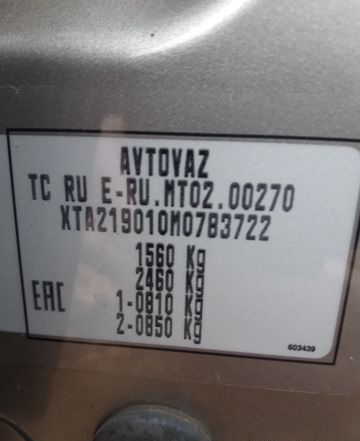 AVTOVAZ
TC RU E-RU.MT02.00270
XTA219010M0783722
1560 Kg
2460 Kg
EAC 1-0810 Kg
2-0850 Kg
603439